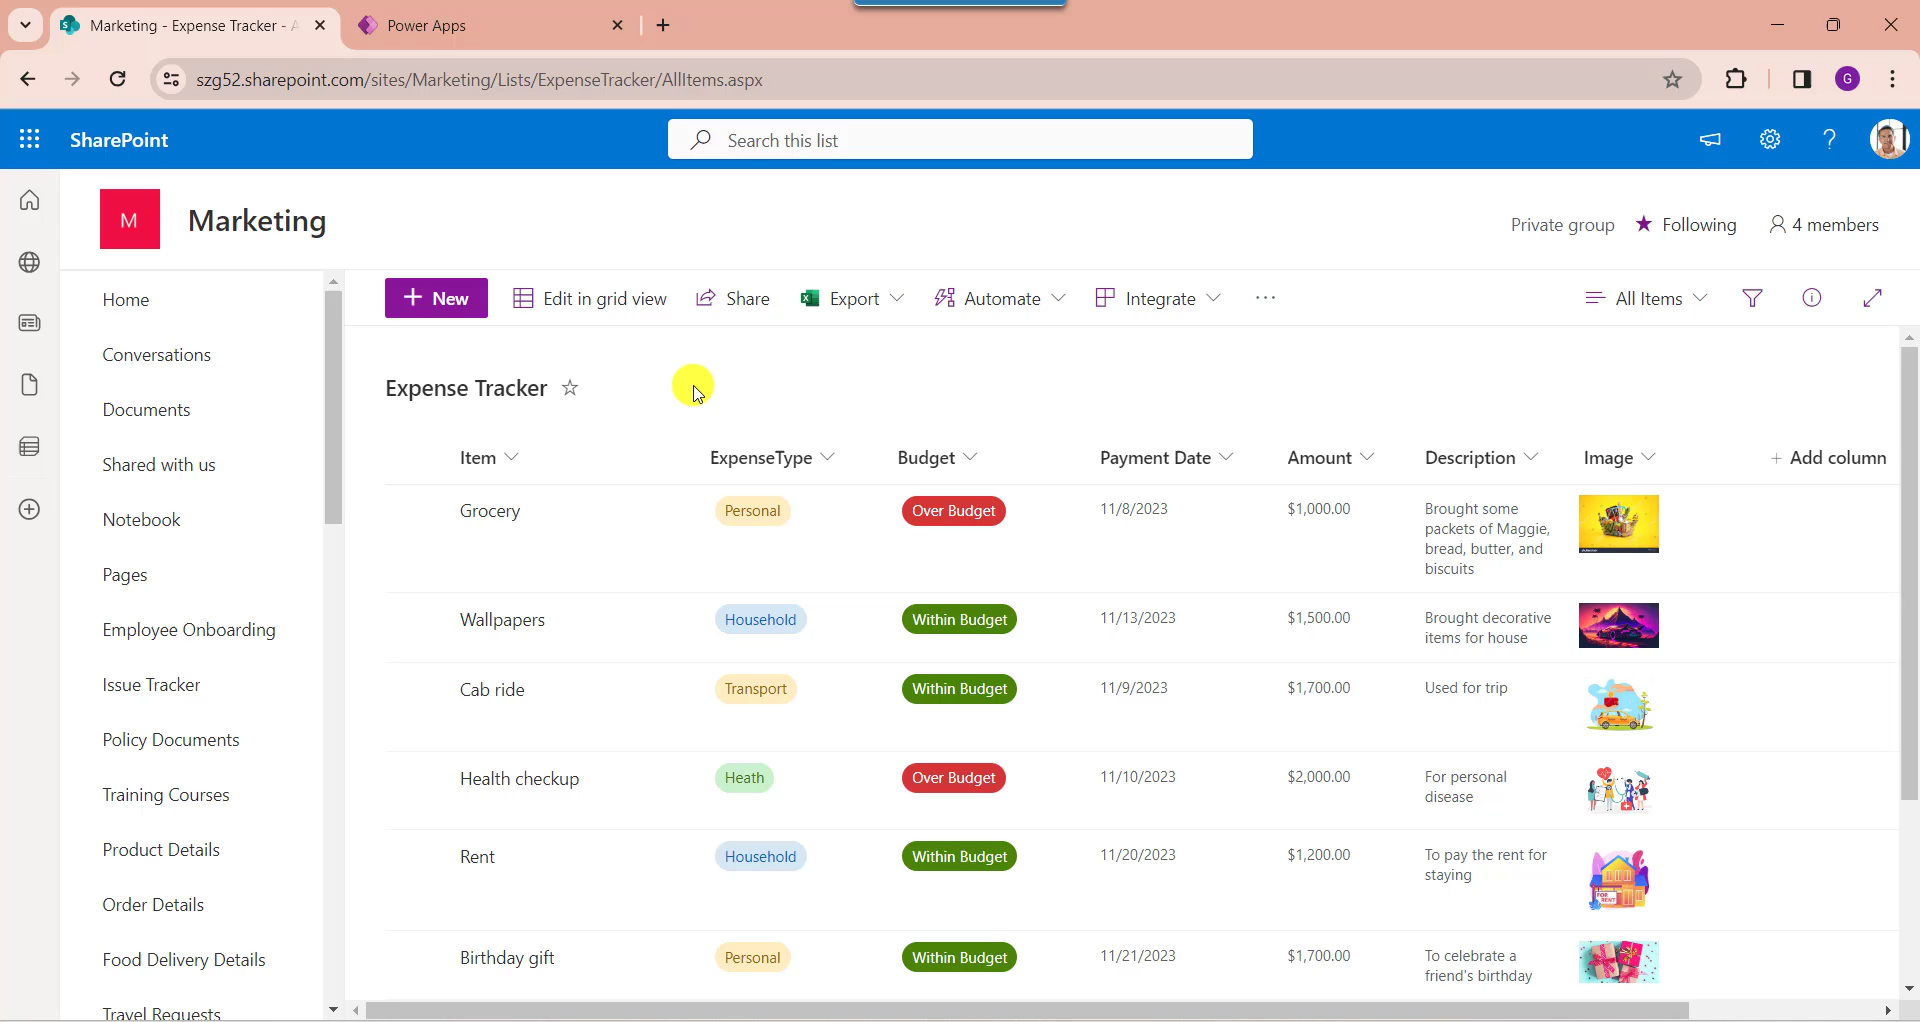 Marketing - Expense Tracker - A
Power Apps
szg52.sharepoint.com/sites/Marketing/Lists/ExpenseTracker/AllItems.aspx
G
SharePoint
Search this list
M
Marketing
Private group
Following
4 members
Home
Conversations
Documents
Shared with us
Notebook
Pages
Employee Onboarding
Issue Tracker
Policy Documents
Training Courses
Product Details
Order Details
Food Delivery Details
Travel Requests
+ New
Edit in grid view
Share
Export
Automate
Integrate
All Items
Expense Tracker
Item
ExpenseType
Budget
Payment Date
Amount
Description
Image
+ Add column
Grocery
Personal
Over Budget
11/8/2023
$1,000.00
Brought some
packets of Maggie,
bread, butter, and
biscuits
Wallpapers
Household
Within Budget
11/13/2023
$1,500.00
Brought decorative
items for house
Cab ride
Transport
Within Budget
11/9/2023
$1,700.00
Used for trip
Health checkup
Heath
Over Budget
11/10/2023
$2,000.00
For personal
disease
Rent
Household
Within Budget
11/20/2023
$1,200.00
To pay the rent for
staying
FOR
RENT
Birthday gift
Personal
Within Budget
11/21/2023
$1,700.00
To celebrate a
friend's birthday